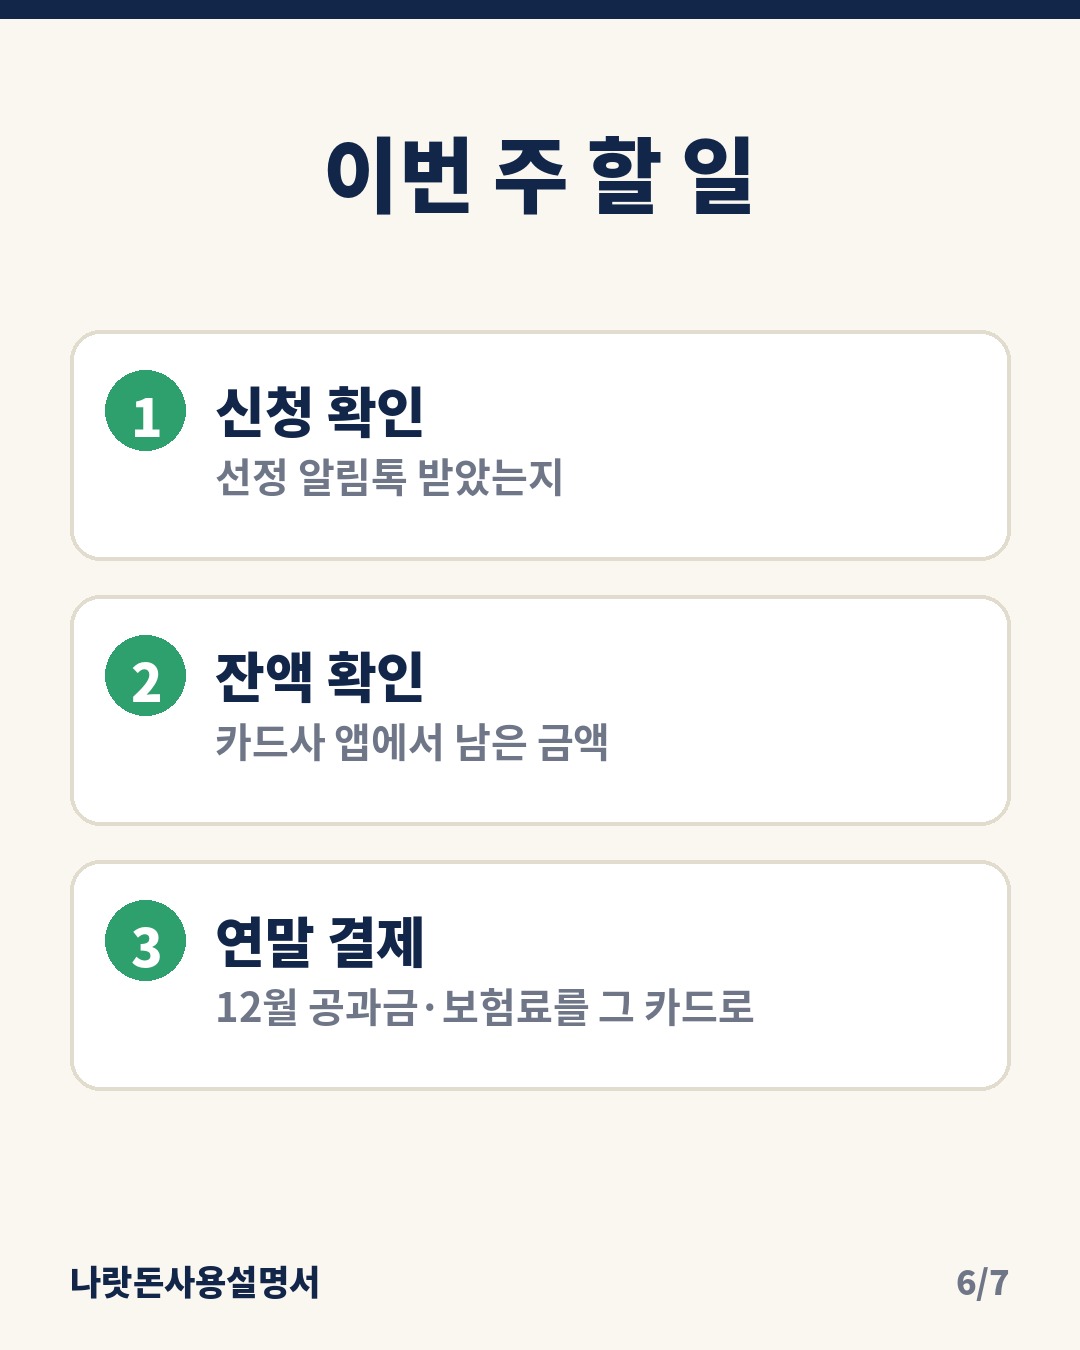 이번 주 할 일
1 신청 확인
선정 알림톡 받았는지
2 잔액 확인
카드사 앱에서 남은 금액
3 연말 결제
12월 공과금·보험료를 그 카드로
나랏돈사용설명서 6/7